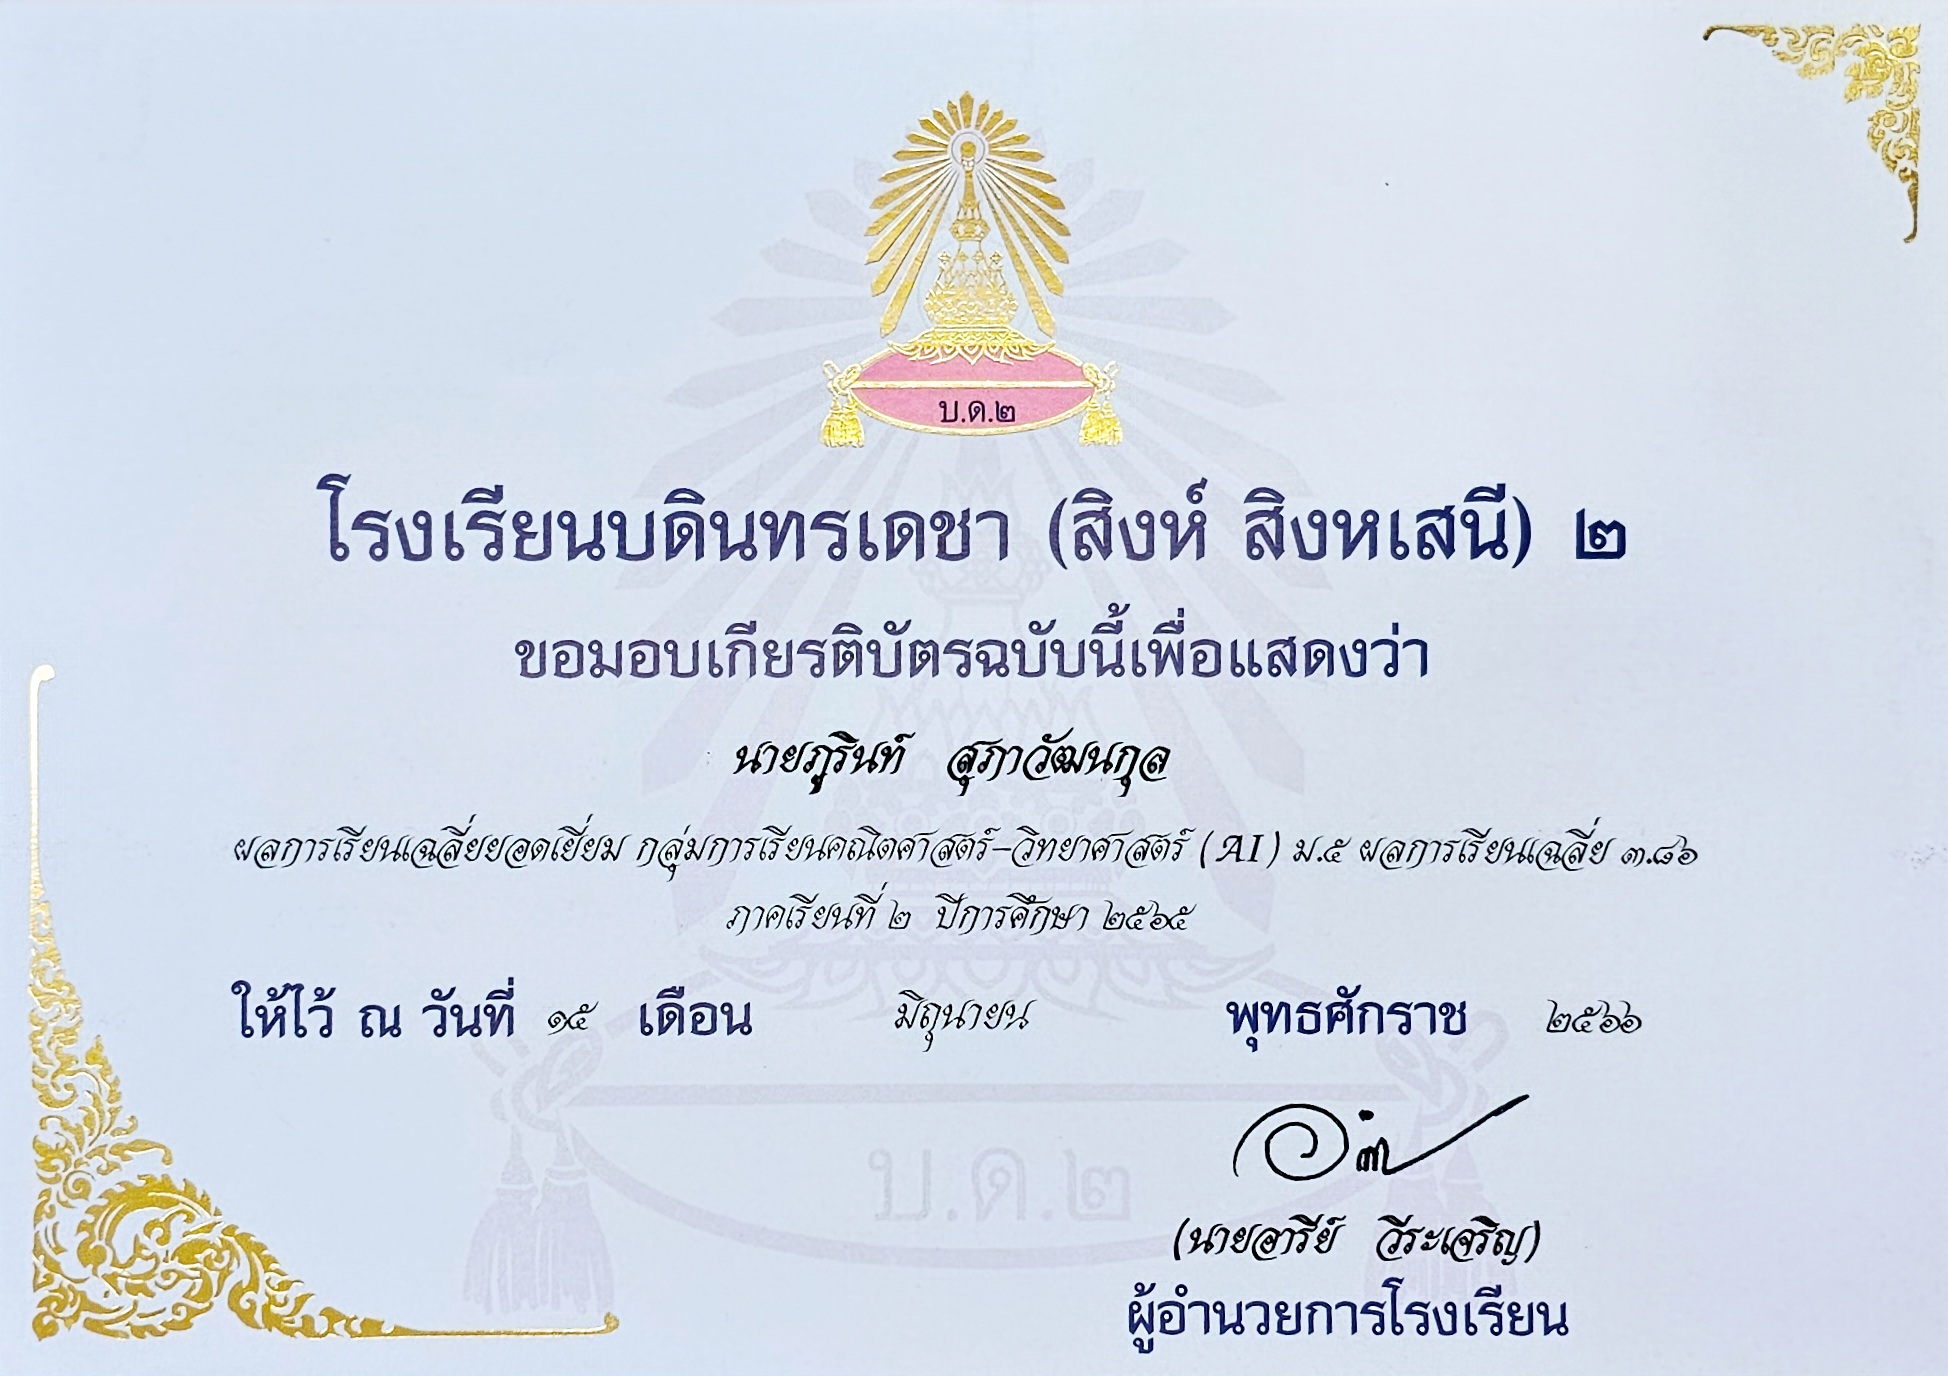 บ.ด.๒
โรงเรียนบดินทรเดชา (สิงห์ สิงหเสนี) ๒
ขอมอบเกียรติบัตรฉบับนี้เพื่อแสดงว่า
นายภูรินท์ สุภาวัฒนกุล
ผลการเรียนเฉลี่ยยอดเยี่ยม กลุ่มการเรียนคณิตศาสตร์-วิทยาศาสตร์ (AI) ม.๕ ผลการเรียนเฉลี่ย ๓.๘๖
ภาคเรียนที่ ๒ ปีการศึกษา ๒๕๖๕
ให้ไว้ ณ วันที่ ๑๕ เดือน มิถุนายน พุทธศักราช ๒๕๖๖
บ.ด.๒
(นายอารีย์ วีระเจริญ)
ผู้อำนวยการโรงเรียน